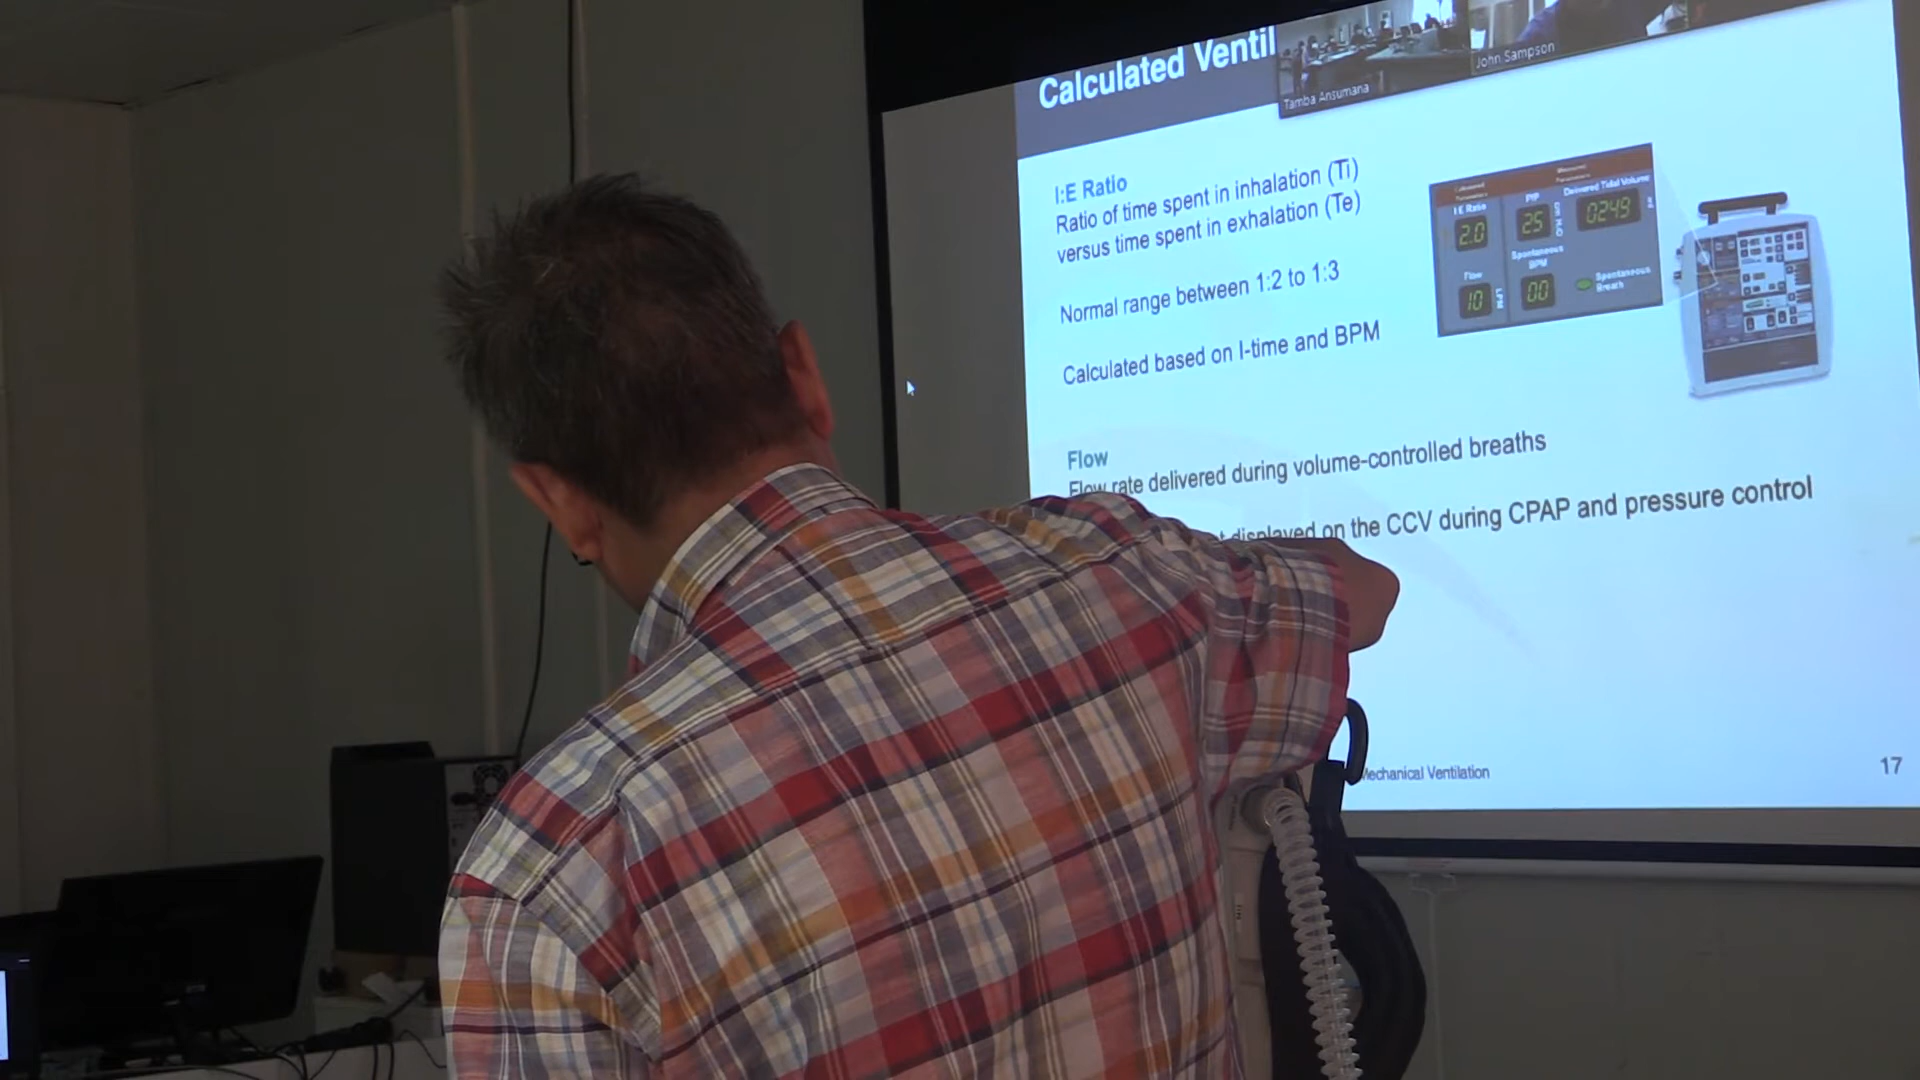 Calculated Ventil
Tamba Ansumana
John Sampson
I:E Ratio
Ratio of time spent in inhalation (Ti)
versus time spent in exhalation (Te)
Normal range between 1:2 to 1:3
Calculated based on I-time and BPM
I:E Ratio
PIP
Delivered Tidal Volume
2.0
25
0249
Flow
Spontaneous
BPM
10
LPM
00
Spontaneous
Breath
Flow
Flow rate delivered during volume-controlled breaths
displayed on the CCV during CPAP and pressure control
Mechanical Ventilation
17